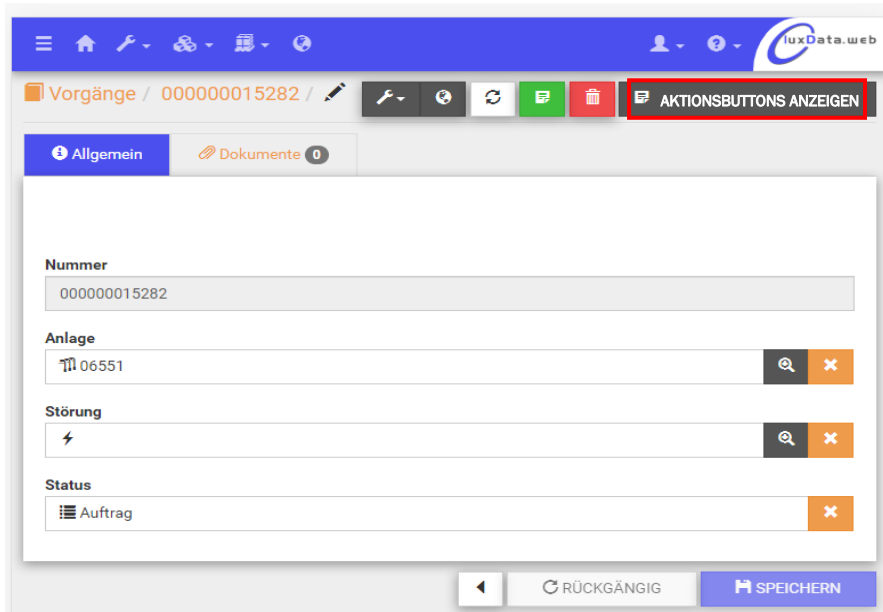 luxData.web
Vorgänge / 000000015282 /
AKTIONSBUTTONS ANZEIGEN
Allgemein
Dokumente 0
Nummer
000000015282
Anlage
06551
Störung
Status
Auftrag
RÜCKGÄNGIG
SPEICHERN